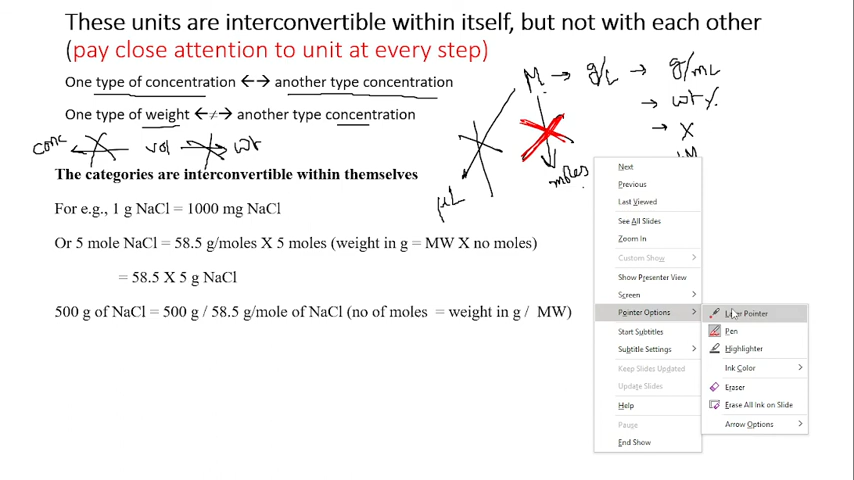 These units are interconvertible within itself, but not with each other
(pay close attention to unit at every step)
One type of concentration ←→ another type concentration
One type of weight ←≠→ another type concentration
M → g/L → g/mL
→ wt %
→ X
moles
μL
conc vol wt
The categories are interconvertible within themselves
For e.g., 1 g NaCl = 1000 mg NaCl
Or 5 mole NaCl = 58.5 g/moles X 5 moles (weight in g = MW X no moles)
= 58.5 X 5 g NaCl
500 g of NaCl = 500 g / 58.5 g/mole of NaCl (no of moles = weight in g / MW)
Next
Previous
Last Viewed
See All Slides
Zoom In
Custom Show
Show Presenter View
Screen
Pointer Options
Start Subtitles
Subtitle Settings
Keep Slides Updated
Update Slides
Help
Pause
End Show
Laser Pointer
Pen
Highlighter
Ink Color
Eraser
Erase All Ink on Slide
Arrow Options